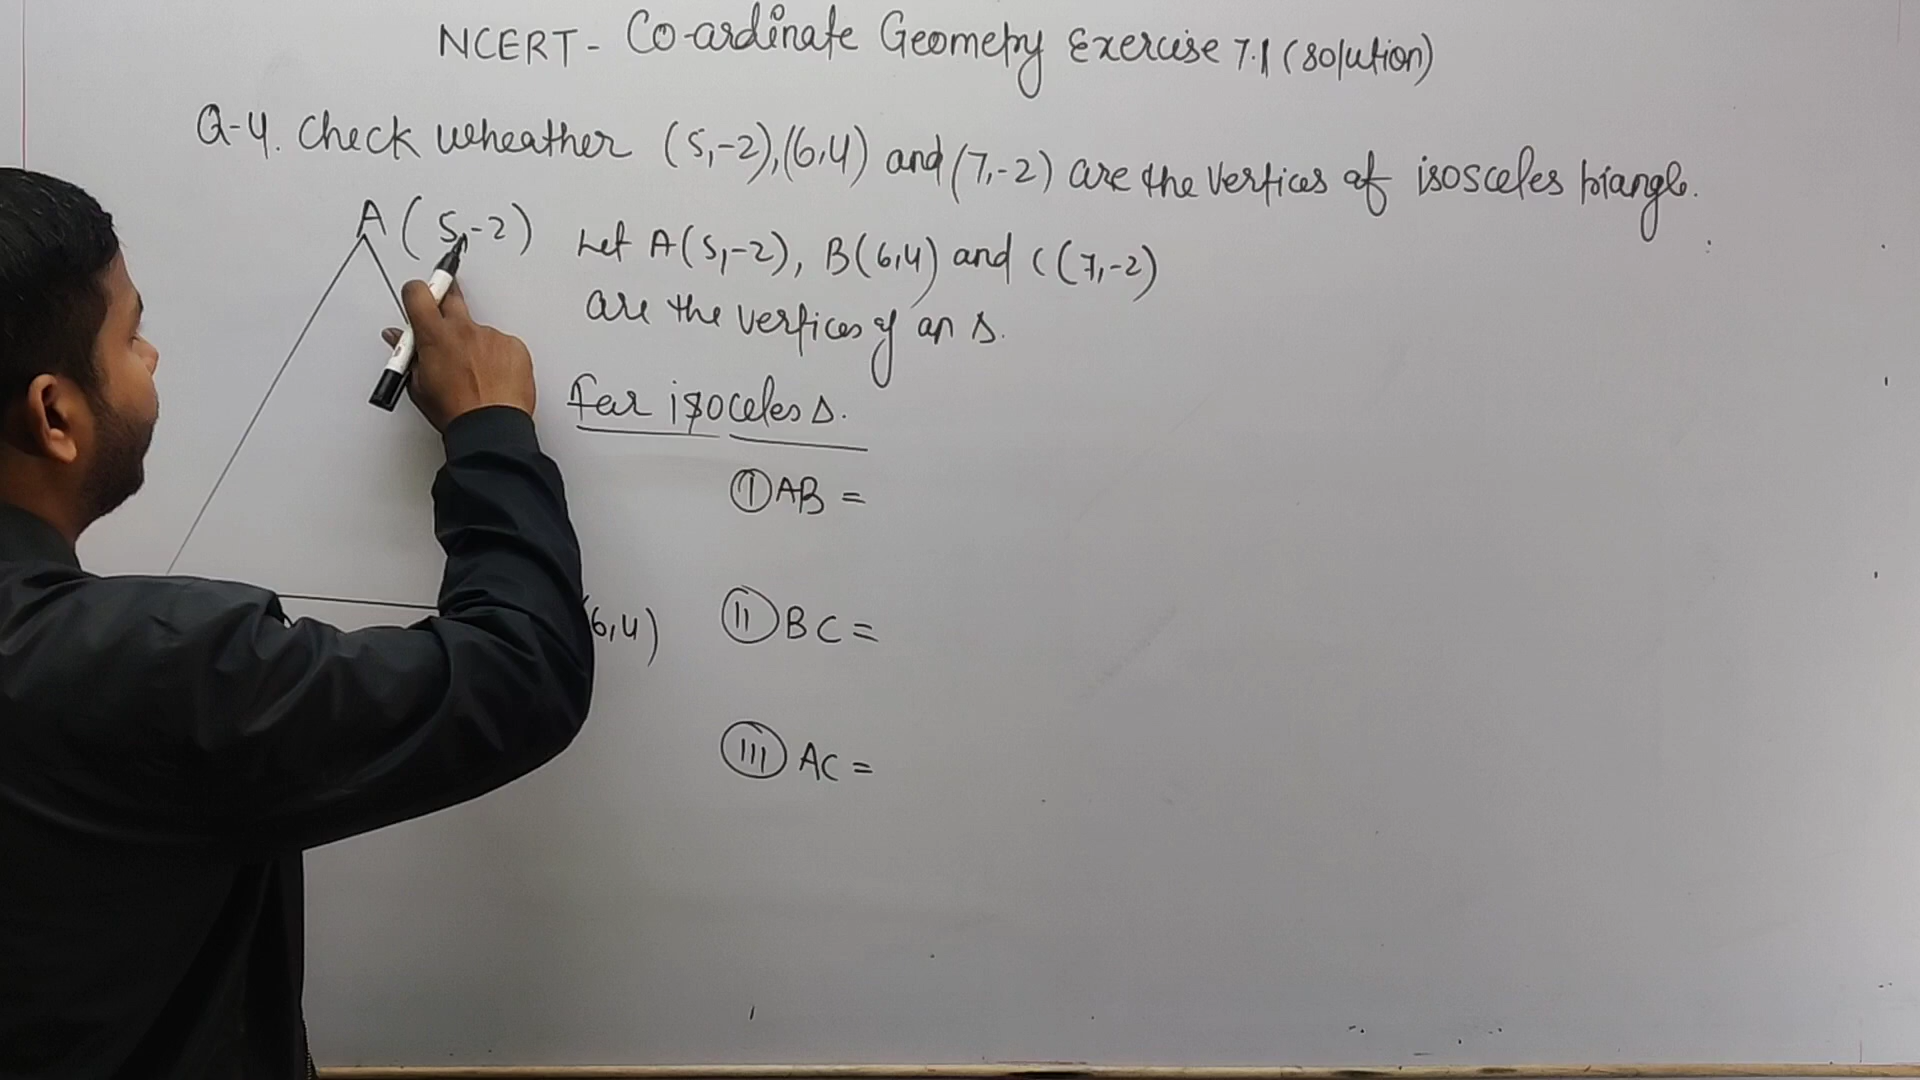 NCERT - Co-ordinate Geometry Exercise 7.1 (solution)
Q-4. Check wheather (5,-2),(6,4) and (7,-2) are the vertices of isosceles triangle.
A (5,-2)
Let A(5,-2), B(6,4) and C(7,-2)
are the vertices of an Δ.
For isoceles Δ.
(I) AB =
(6,4)
(II) BC =
(III) AC =